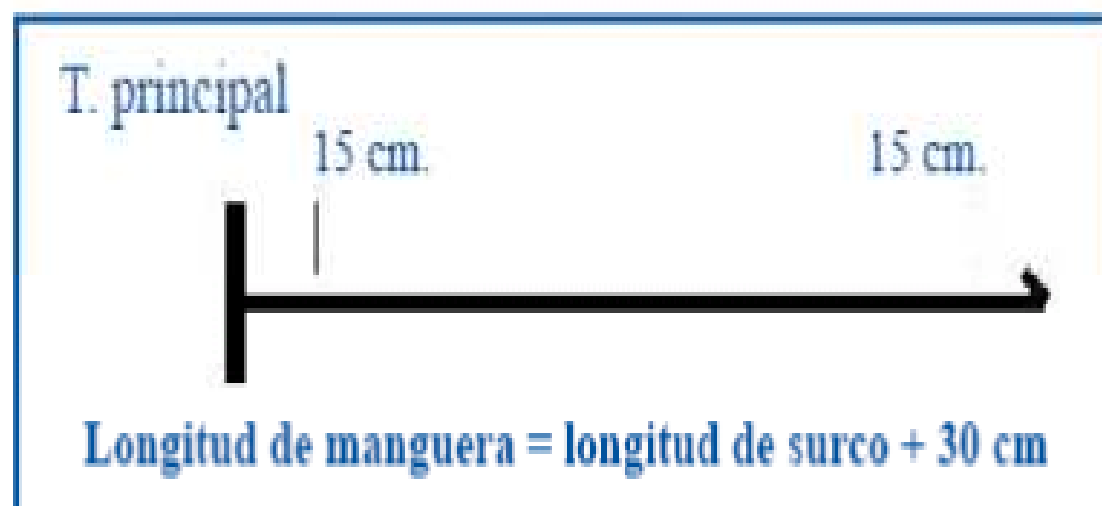 T. principal
15 cm. 15 cm.
Longitud de manguera = longitud de surco + 30 cm